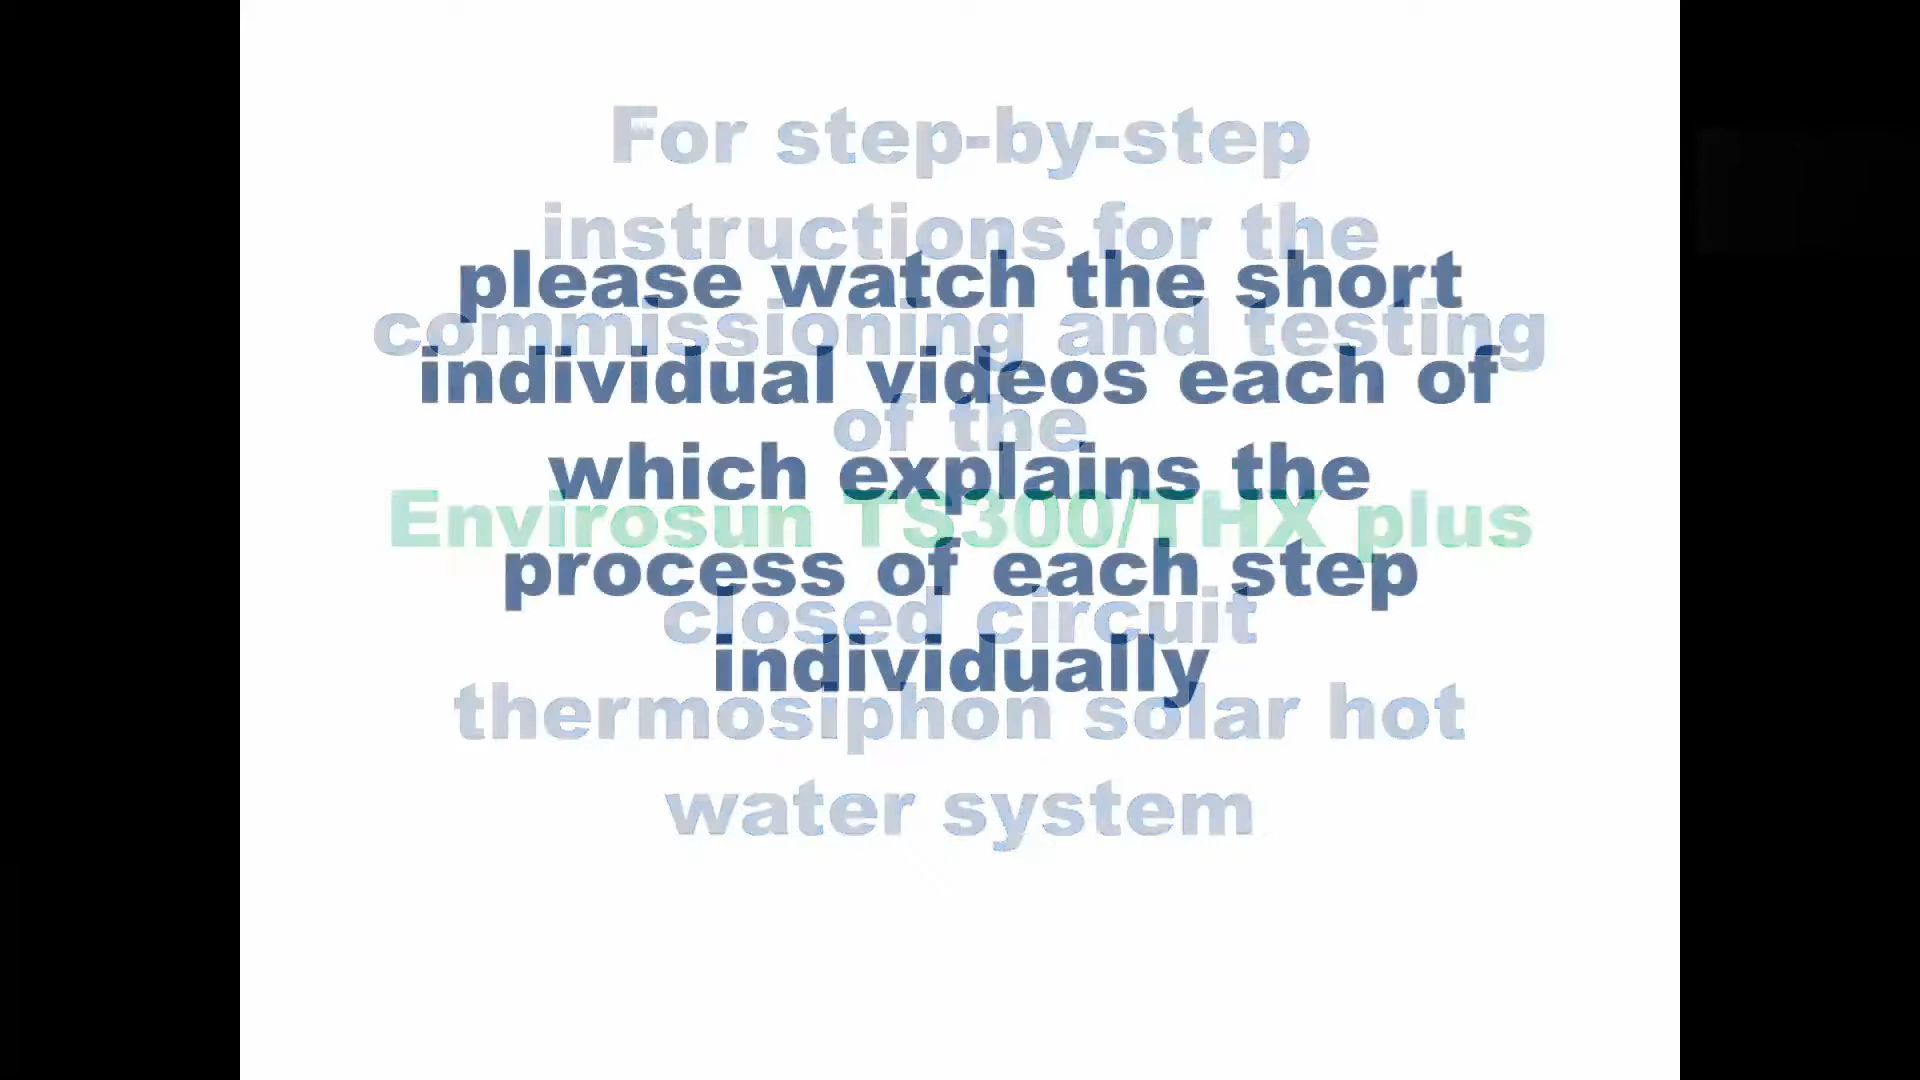 For step-by-step
instructions for the
commissioning and testing
of the
Envirosun TS300/THX plus
closed circuit
thermosiphon solar hot
water system
please watch the short
individual videos each of
which explains the
process of each step
individually